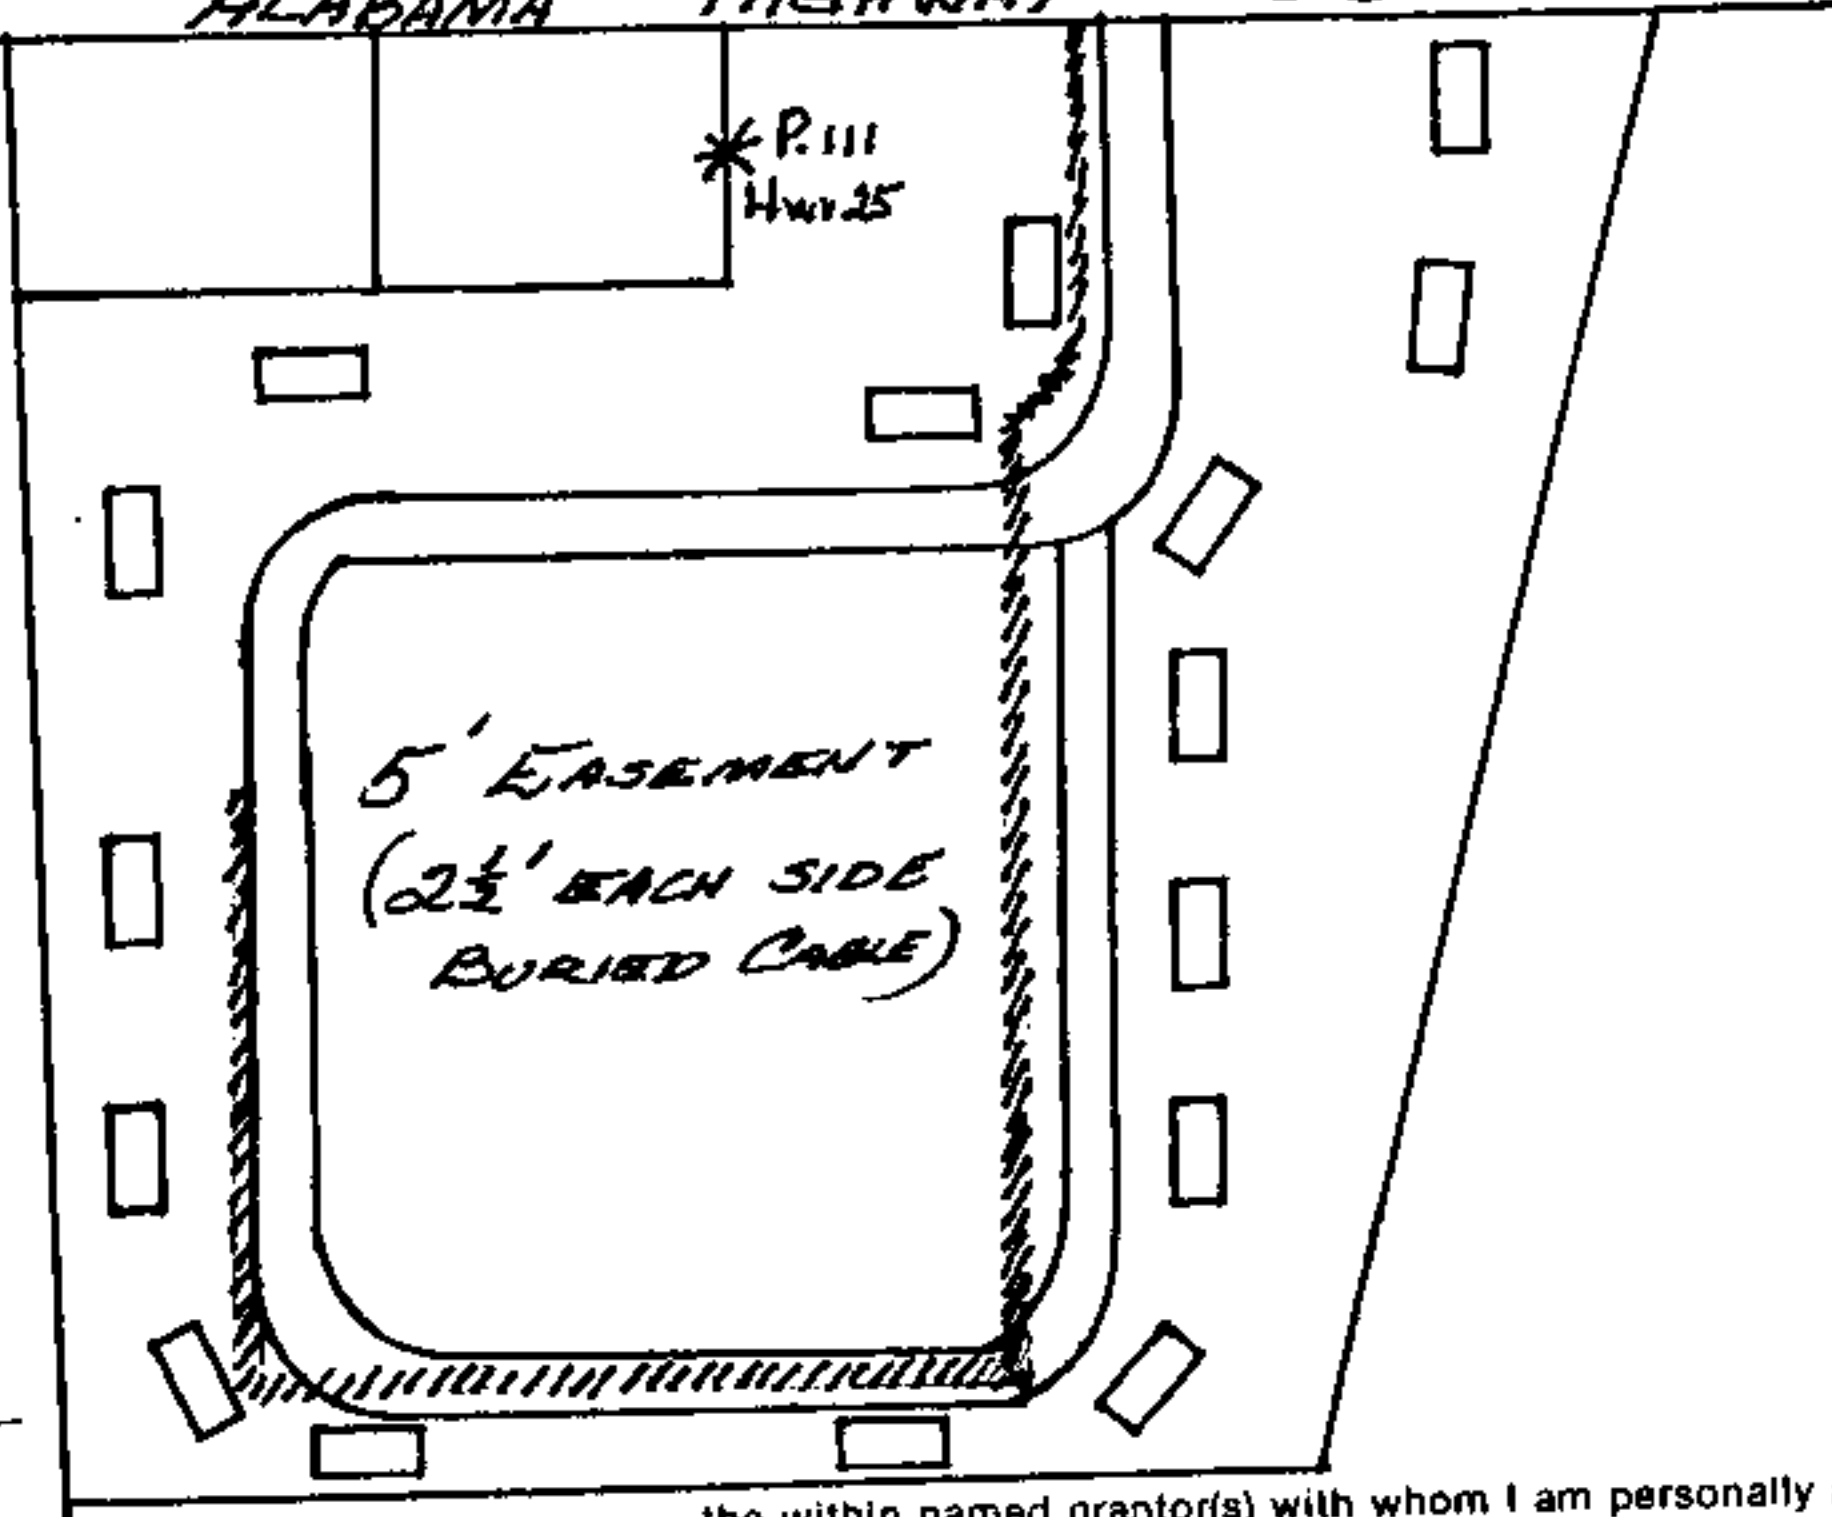 ALABAMA HIGHWAY
P.111
Hwy 25
5' EASEMENT
(2½' EACH SIDE
BURIED CABLE)
the within named grantor(s) with whom I am personally